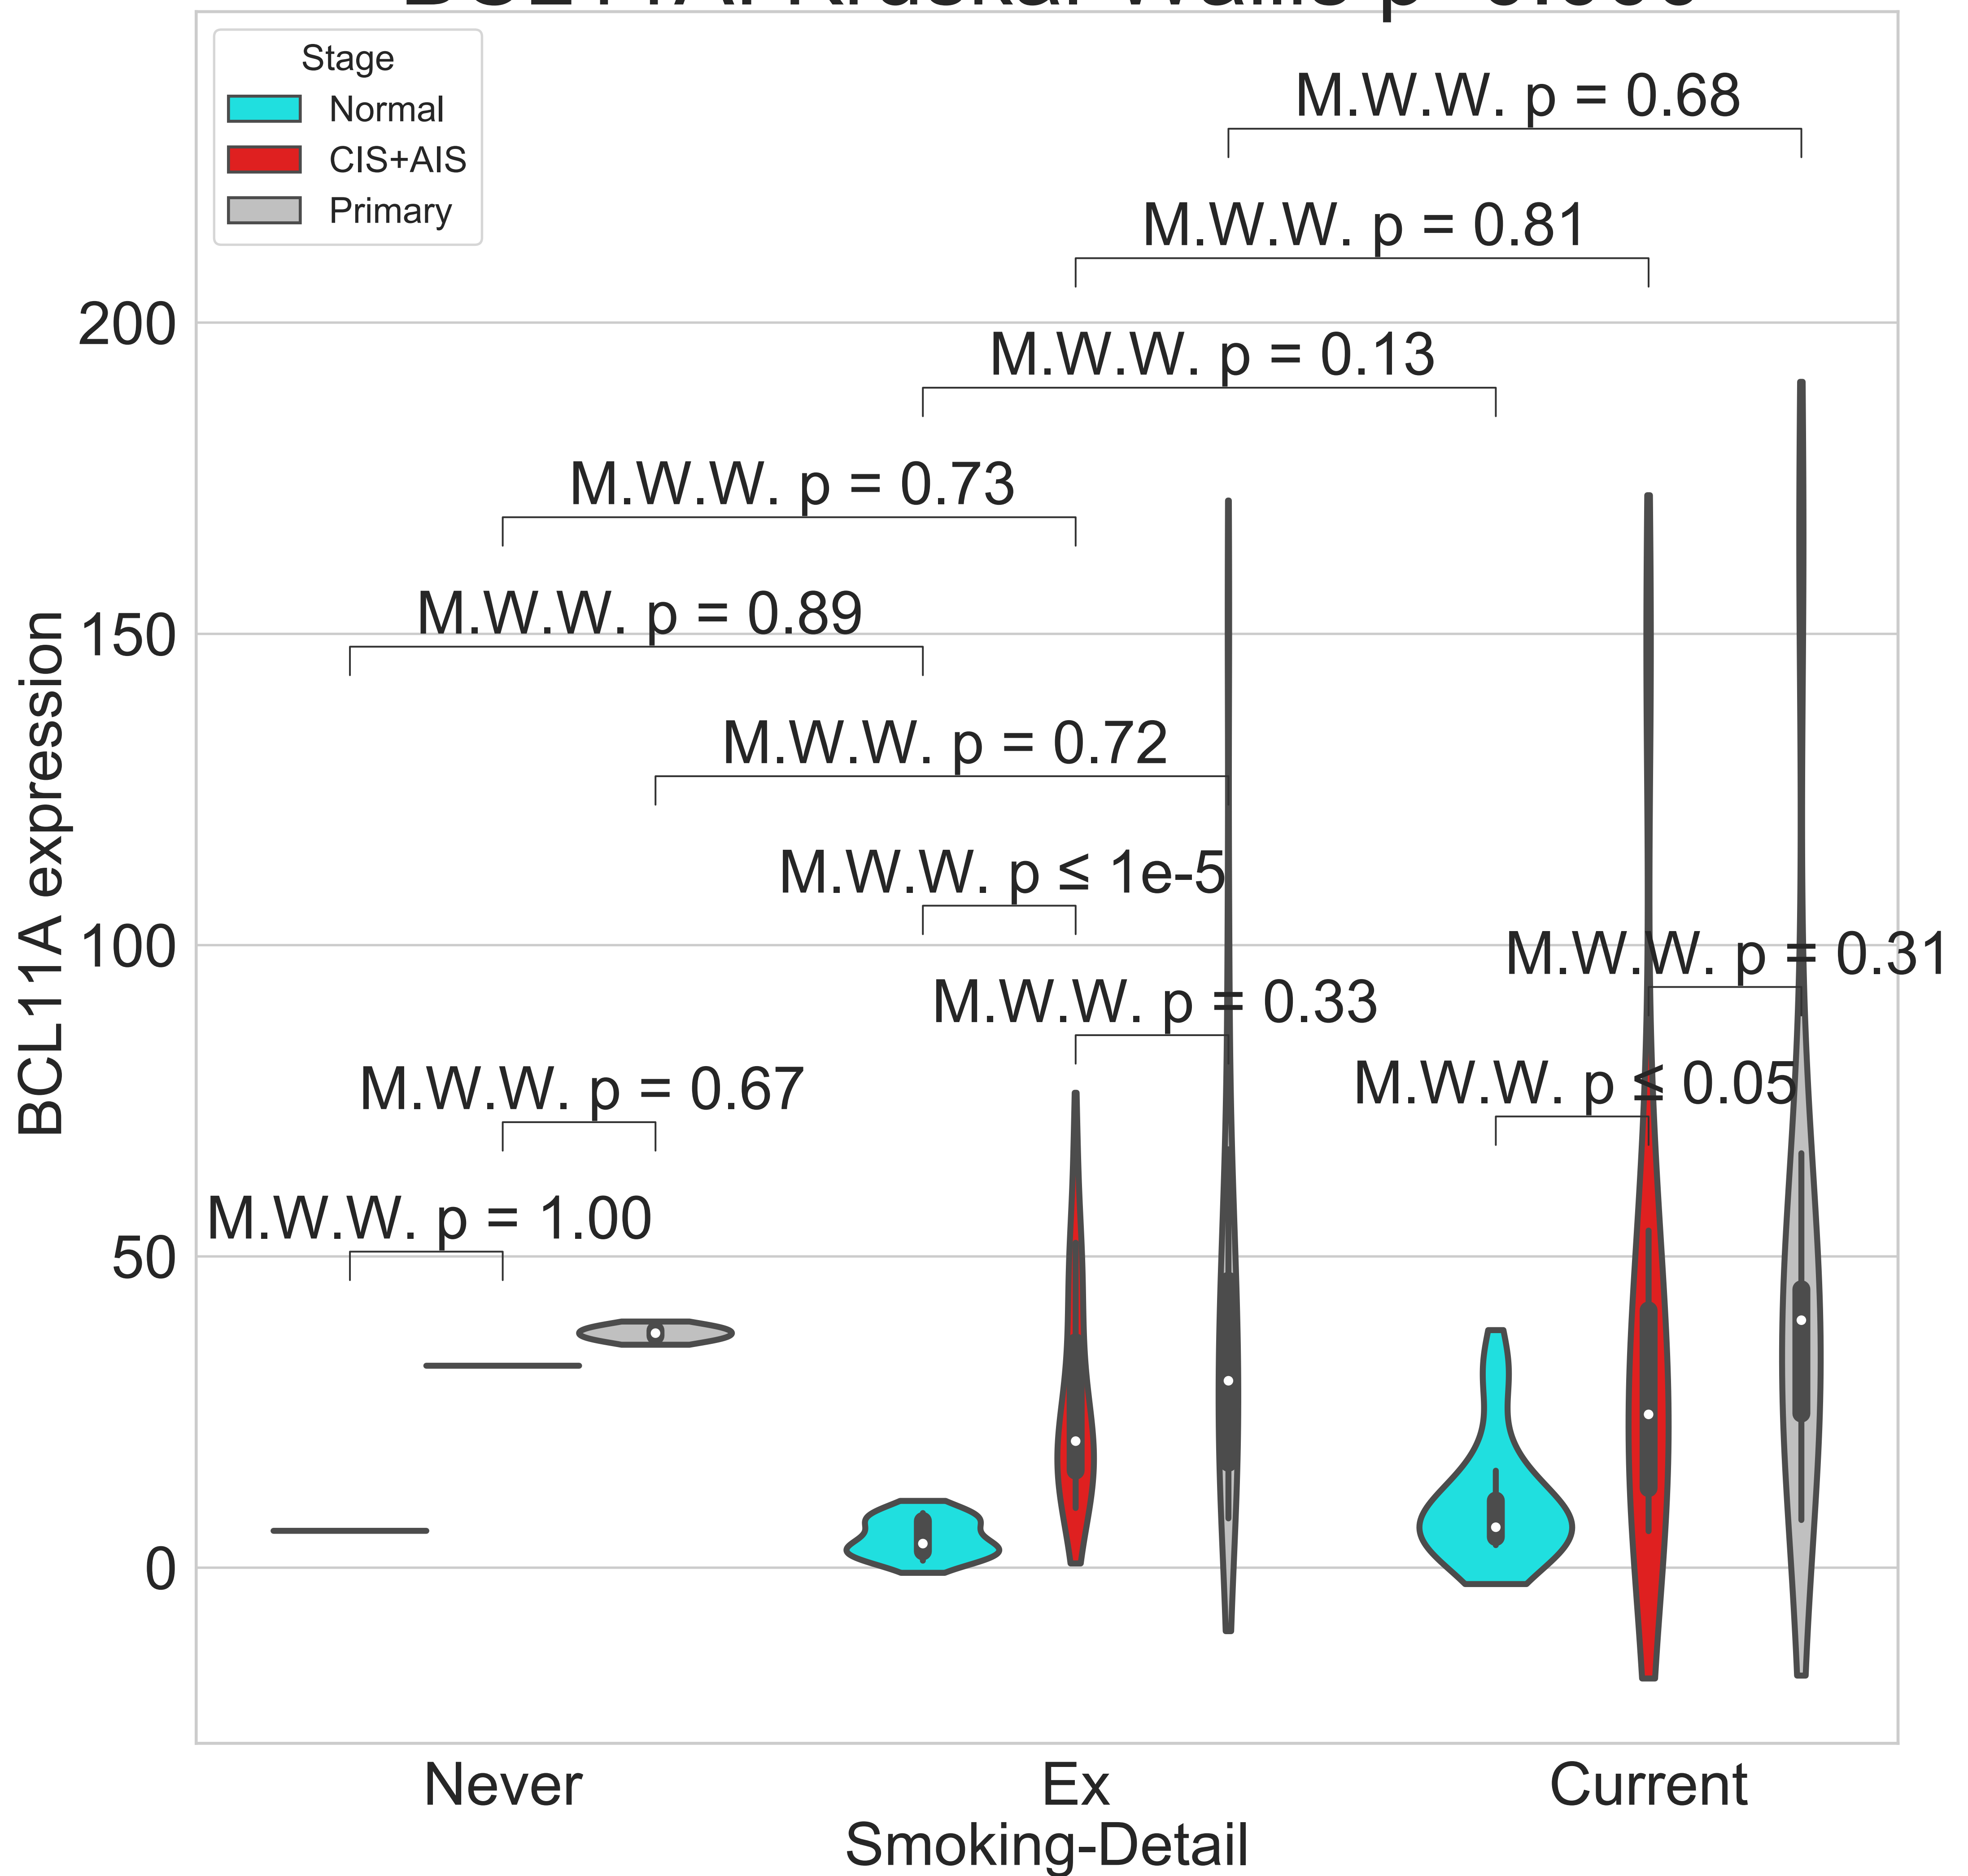 Stage
Normal
CIS+AIS
Primary
M.W.W. p = 0.68
M.W.W. p = 0.81
200
M.W.W. p = 0.13
M.W.W. p = 0.73
150
M.W.W. p = 0.89
M.W.W. p = 0.72
M.W.W. p ≤ 1e-5
100
M.W.W. p = 0.31
M.W.W. p = 0.33
M.W.W. p = 0.67
M.W.W. p ≤ 0.05
M.W.W. p = 1.00
50
0
BCL11A expression
Never
Ex
Current
Smoking-Detail